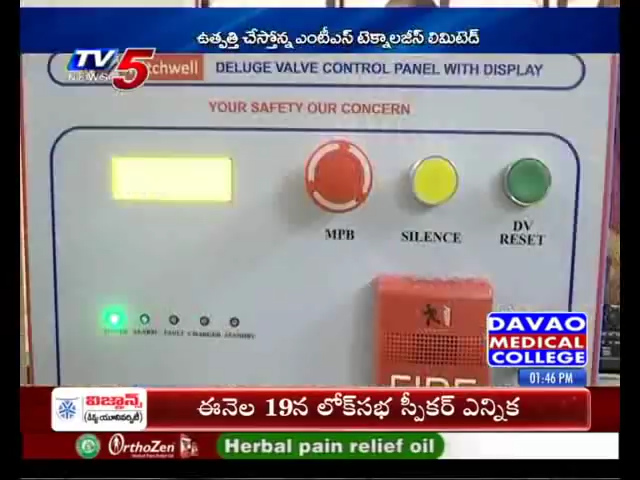 ఉత్పత్తి చేస్తోన్న ఎంటీఎస్ టెక్నాలజీస్ లిమిటెడ్
TV5
NEWS
tchwell DELUGE VALVE CONTROL PANEL WITH DISPLAY
YOUR SAFETY OUR CONCERN
MPB
SILENCE
DV
RESET
POWER ALARM FAULT CHARGER STANDBY
FIRE
DAVAO
MEDICAL
COLLEGE
01:46 PM
విజ్ఞాన్స్
(డీమ్డ్ యూనివర్సిటీ)
ఈనెల 19న లోక్‌సభ స్పీకర్ ఎన్నిక
OrthoZen
Herbal pain relief oil